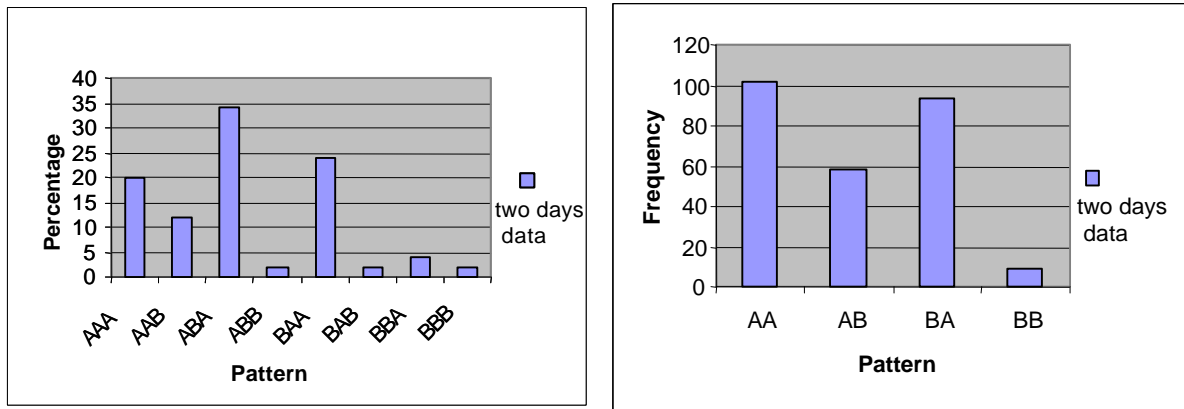 40
35
30
25
20
15
10
5
0
Percentage
AAA
AAB
ABA
ABB
BAA
BAB
BBA
BBB
Pattern
two days
data
120
100
80
60
40
20
0
Frequency
AA
AB
BA
BB
Pattern
two days
data